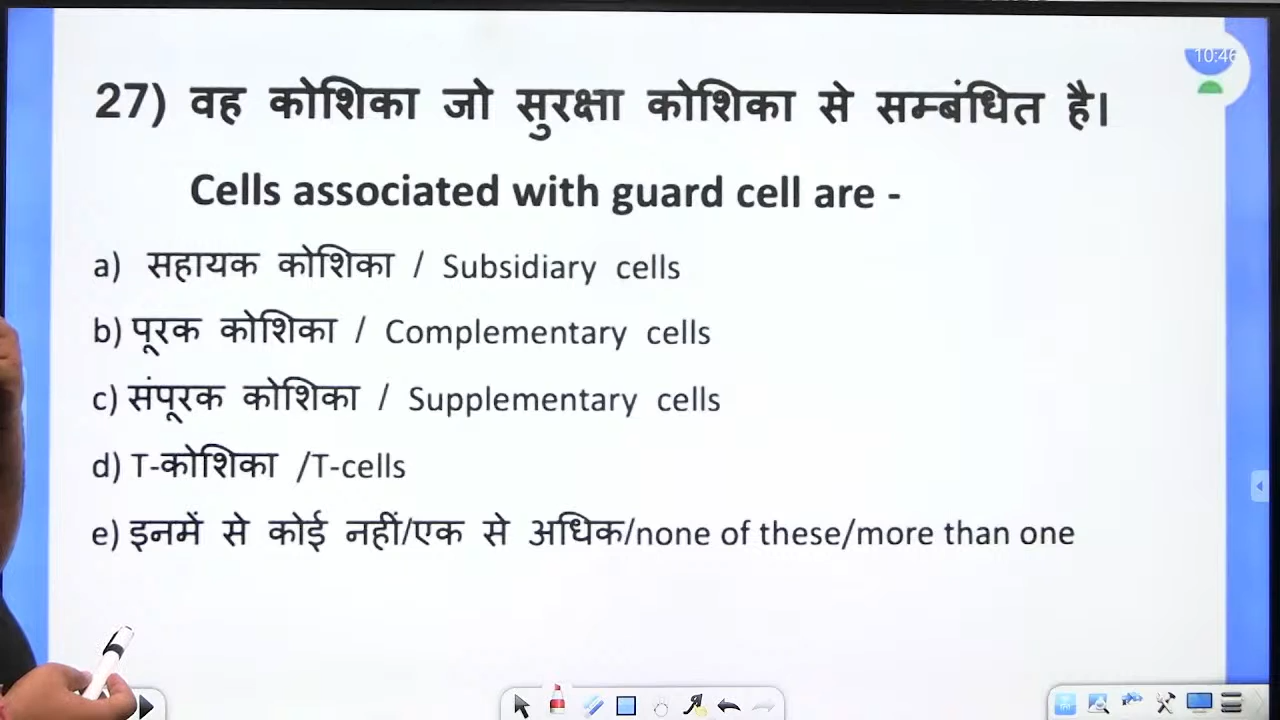 10:46
27) वह कोशिका जो सुरक्षा कोशिका से सम्बंधित है।
Cells associated with guard cell are -
a) सहायक कोशिका / Subsidiary cells
b) पूरक कोशिका / Complementary cells
c) संपूरक कोशिका / Supplementary cells
d) T-कोशिका /T-cells
e) इनमें से कोई नहीं/एक से अधिक/none of these/more than one